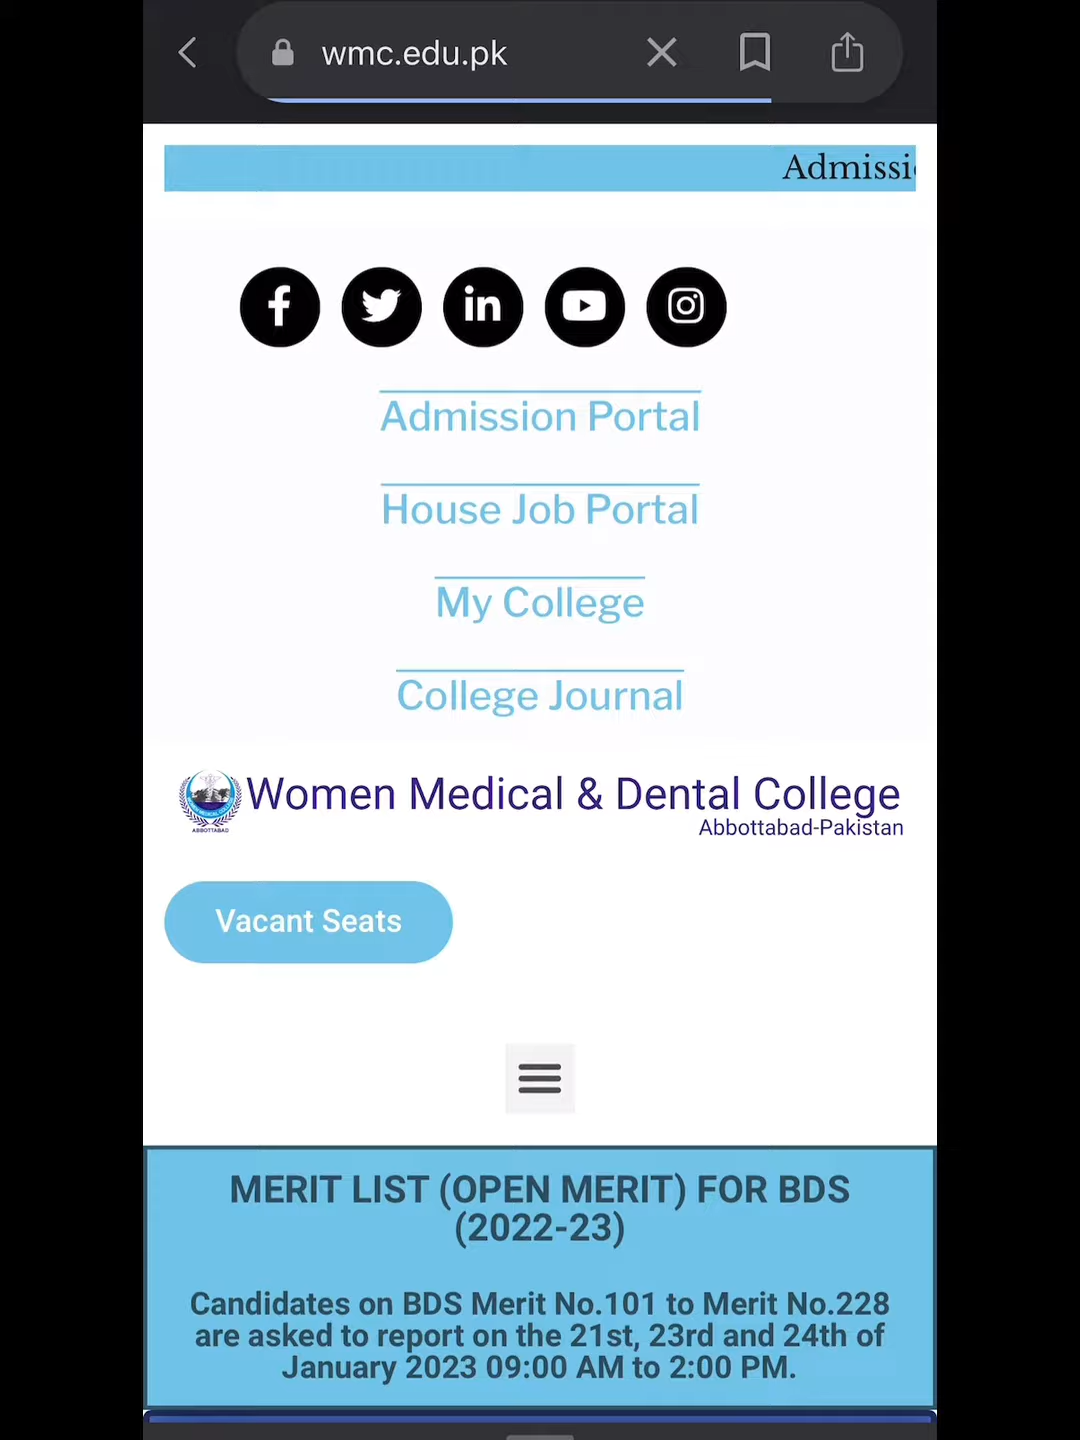 wmc.edu.pk
Admissi
Admission Portal
House Job Portal
My College
College Journal
Women Medical & Dental College
Abbottabad-Pakistan
ABBOTTABAD
Vacant Seats
MERIT LIST (OPEN MERIT) FOR BDS
(2022-23)
Candidates on BDS Merit No.101 to Merit No.228
are asked to report on the 21st, 23rd and 24th of
January 2023 09:00 AM to 2:00 PM.